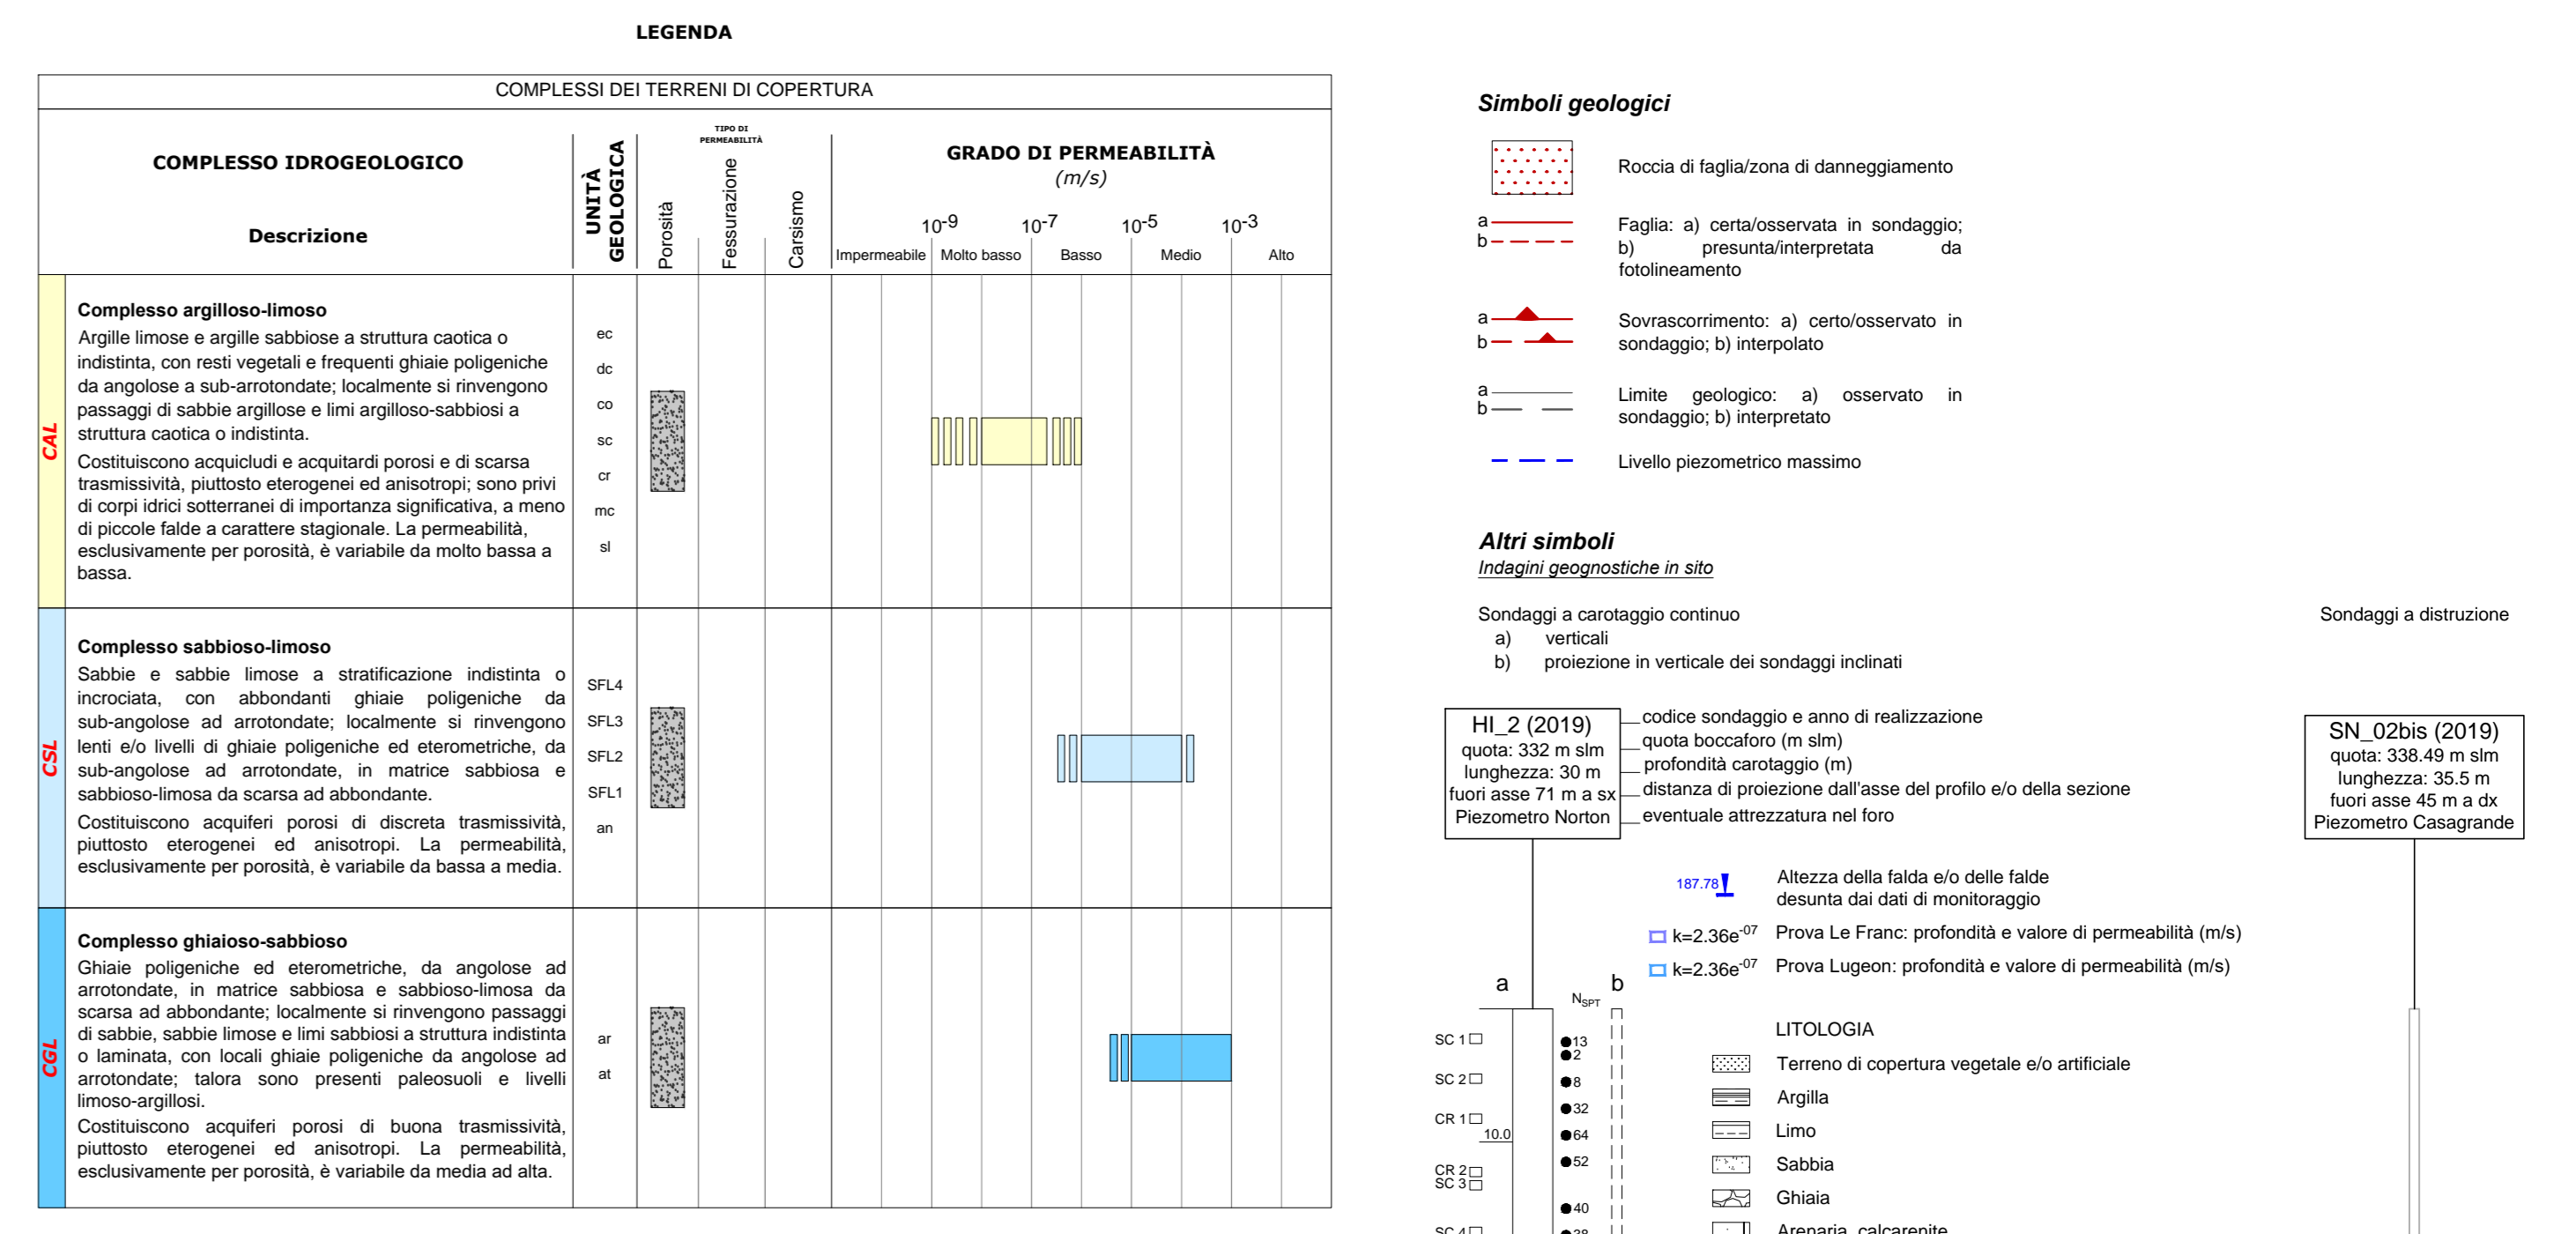 LEGENDA
COMPLESSI DEI TERRENI DI COPERTURA
COMPLESSO IDROGEOLOGICO
Descrizione
UNITÀ
GEOLOGICA
TIPO DI
PERMEABILITÀ
Porosità
Fessurazione
Carsismo
GRADO DI PERMEABILITÀ
(m/s)
10-9 10-7 10-5 10-3
Impermeabile Molto basso Basso Medio Alto
CAL
Complesso argilloso-limoso
Argille limose e argille sabbiose a struttura caotica o
indistinta, con resti vegetali e frequenti ghiaie poligeniche
da angolose a sub-arrotondate; localmente si rinvengono
passaggi di sabbie argillose e limi argilloso-sabbiosi a
struttura caotica o indistinta.
Costituiscono acquicludi e acquitardi porosi e di scarsa
trasmissività, piuttosto eterogenei ed anisotropi; sono privi
di corpi idrici sotterranei di importanza significativa, a meno
di piccole falde a carattere stagionale. La permeabilità,
esclusivamente per porosità, è variabile da molto bassa a
bassa.
ec
dc
co
sc
cr
mc
sl
CSL
Complesso sabbioso-limoso
Sabbie e sabbie limose a stratificazione indistinta o
incrociata, con abbondanti ghiaie poligeniche da
sub-angolose ad arrotondate; localmente si rinvengono
lenti e/o livelli di ghiaie poligeniche ed eterometriche, da
sub-angolose ad arrotondate, in matrice sabbiosa e
sabbioso-limosa da scarsa ad abbondante.
Costituiscono acquiferi porosi di discreta trasmissività,
piuttosto eterogenei ed anisotropi. La permeabilità,
esclusivamente per porosità, è variabile da bassa a media.
SFL4
SFL3
SFL2
SFL1
an
CGL
Complesso ghiaioso-sabbioso
Ghiaie poligeniche ed eterometriche, da angolose ad
arrotondate, in matrice sabbiosa e sabbioso-limosa da
scarsa ad abbondante; localmente si rinvengono passaggi
di sabbie, sabbie limose e limi sabbiosi a struttura indistinta
o laminata, con locali ghiaie poligeniche da angolose ad
arrotondate; talora sono presenti paleosuoli e livelli
limoso-argillosi.
Costituiscono acquiferi porosi di buona trasmissività,
piuttosto eterogenei ed anisotropi. La permeabilità,
esclusivamente per porosità, è variabile da media ad alta.
ar
at
Simboli geologici
Roccia di faglia/zona di danneggiamento
a
b
Faglia: a) certa/osservata in sondaggio;
b) presunta/interpretata da
fotolineamento
a
b
Sovrascorrimento: a) certo/osservato in
sondaggio; b) interpolato
a
b
Limite geologico: a) osservato in
sondaggio; b) interpretato
Livello piezometrico massimo
Altri simboli
Indagini geognostiche in sito
Sondaggi a carotaggio continuo
a) verticali
b) proiezione in verticale dei sondaggi inclinati
Sondaggi a distruzione
HI_2 (2019)
quota: 332 m slm
lunghezza: 30 m
fuori asse 71 m a sx
Piezometro Norton
codice sondaggio e anno di realizzazione
quota boccaforo (m slm)
profondità carotaggio (m)
distanza di proiezione dall'asse del profilo e/o della sezione
eventuale attrezzatura nel foro
SN_02bis (2019)
quota: 338.49 m slm
lunghezza: 35.5 m
fuori asse 45 m a dx
Piezometro Casagrande
187.78
Altezza della falda e/o delle falde
desunta dai dati di monitoraggio
k=2.36e-07 Prova Le Franc: profondità e valore di permeabilità (m/s)
k=2.36e-07 Prova Lugeon: profondità e valore di permeabilità (m/s)
a
NSPT
b
SC 1
SC 2
CR 1
10.0
CR 2
SC 3
SC 4
13
2
8
32
64
52
40
38
LITOLOGIA
Terreno di copertura vegetale e/o artificiale
Argilla
Limo
Sabbia
Ghiaia
Arenaria, calcarenite